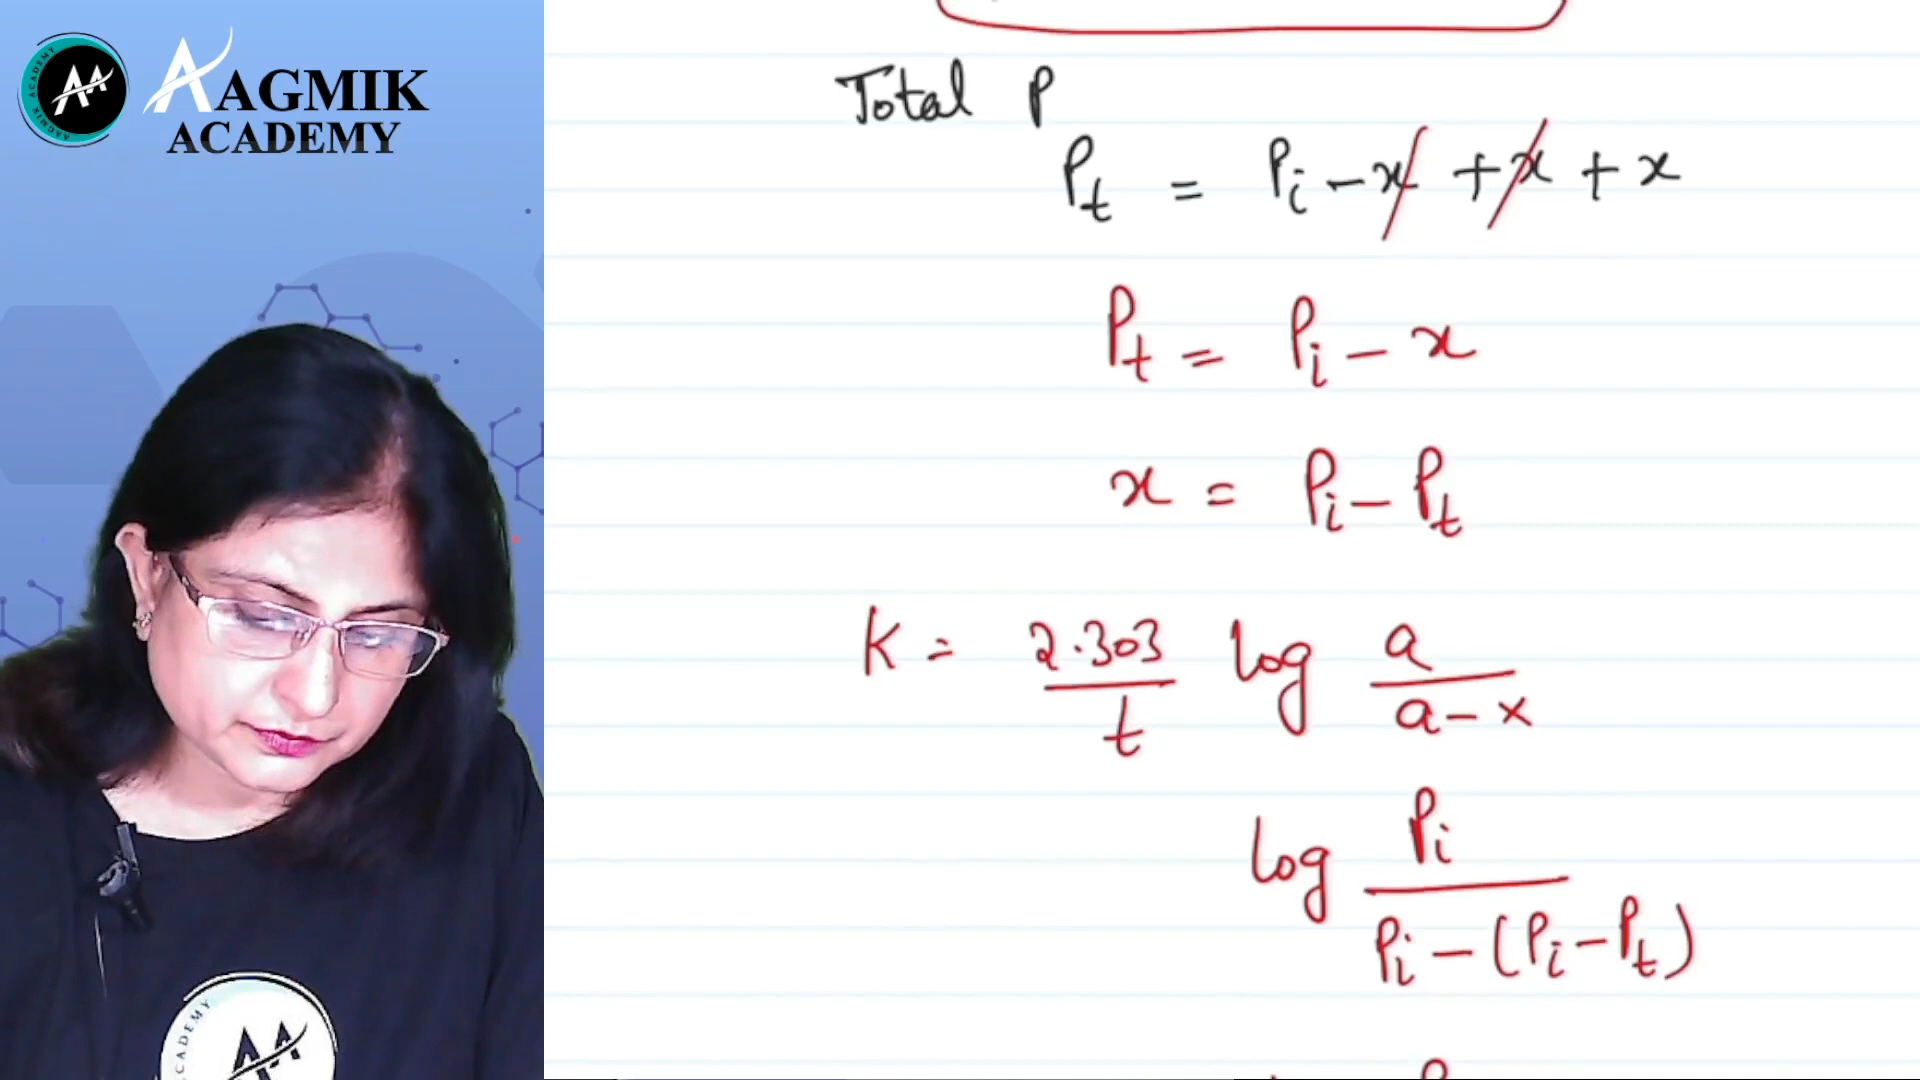 AAGMIK
ACADEMY
Total P
Pt = Pi - x + x + x
Pt = Pi - x
x = Pi - Pt
K = 2.303 / t log a / a - x
log Pi / Pi - (Pi - Pt)